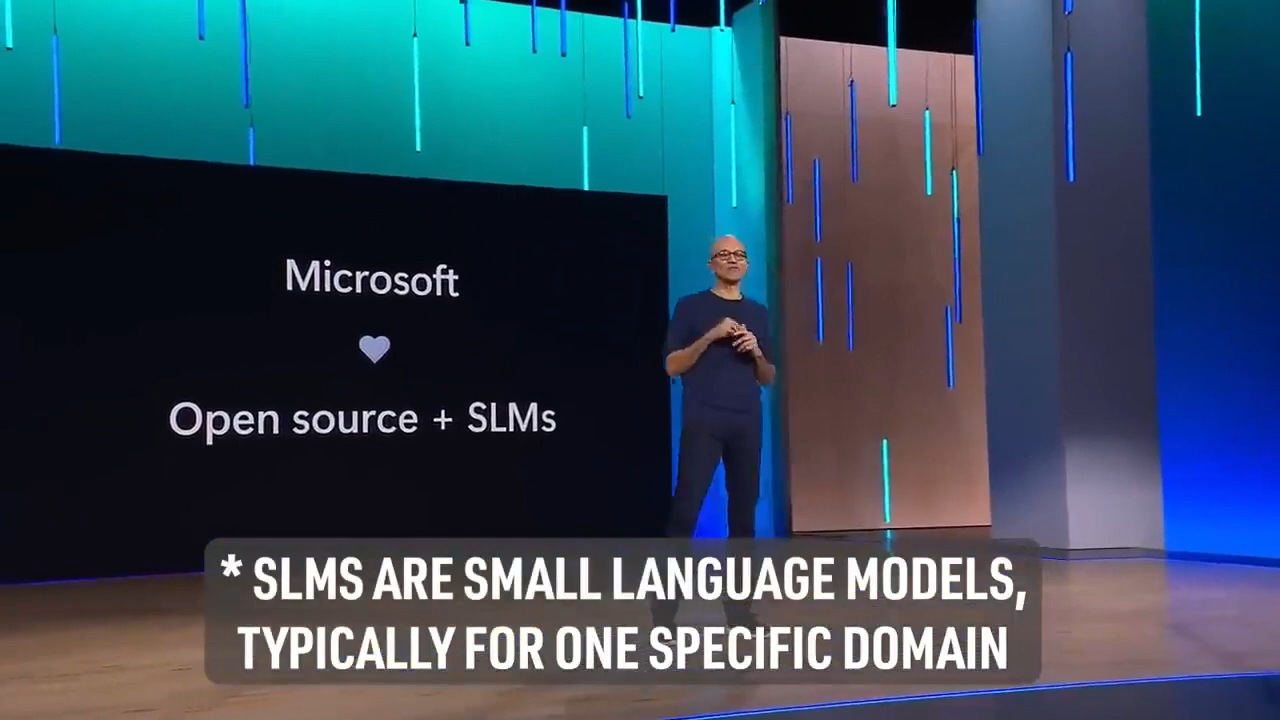 Microsoft
Open source + SLMs
* SLMS ARE SMALL LANGUAGE MODELS,
TYPICALLY FOR ONE SPECIFIC DOMAIN